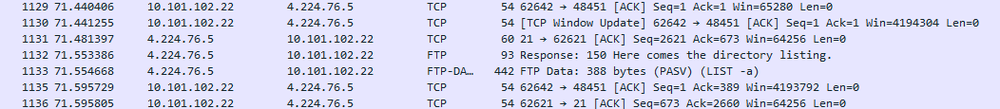 1129 71.440406 10.101.102.22 4.224.76.5 TCP 54 62642 → 48451 [ACK] Seq=1 Ack=1 Win=65280 Len=0
1130 71.441255 10.101.102.22 4.224.76.5 TCP 54 [TCP Window Update] 62642 → 48451 [ACK] Seq=1 Ack=1 Win=4194304 Len=0
1131 71.481397 4.224.76.5 10.101.102.22 TCP 60 21 → 62621 [ACK] Seq=2621 Ack=673 Win=64256 Len=0
1132 71.553386 4.224.76.5 10.101.102.22 FTP 93 Response: 150 Here comes the directory listing.
1133 71.554668 4.224.76.5 10.101.102.22 FTP-DA… 442 FTP Data: 388 bytes (PASV) (LIST -a)
1135 71.595729 10.101.102.22 4.224.76.5 TCP 54 62642 → 48451 [ACK] Seq=1 Ack=389 Win=4193792 Len=0
1136 71.595805 10.101.102.22 4.224.76.5 TCP 54 62621 → 21 [ACK] Seq=673 Ack=2660 Win=64256 Len=0